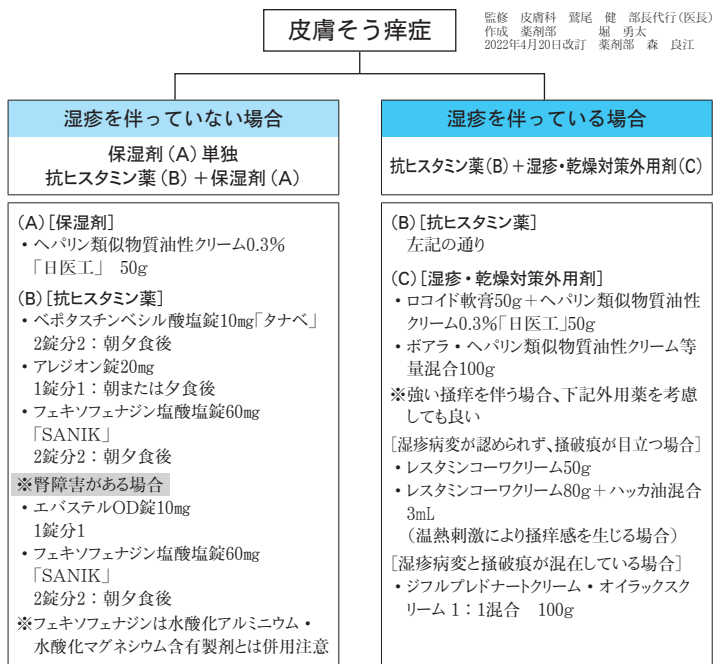 皮膚そう痒症
監修 皮膚科 鷲尾 健 部長代行(医長)
作成 薬剤部 堀 勇太
2022年4月20日改訂 薬剤部 森 良江
湿疹を伴っていない場合
保湿剤(A)単独
抗ヒスタミン薬(B)+保湿剤(A)
(A)[保湿剤]
・ヘパリン類似物質油性クリーム0.3%
「日医工」 50g
(B)[抗ヒスタミン薬]
・ベポタスチンベシル酸塩錠10㎎「タナベ」
2錠分2:朝夕食後
・アレジオン錠20㎎
1錠分1:朝または夕食後
・フェキソフェナジン塩酸塩錠60㎎
「SANIK」
2錠分2:朝夕食後
※腎障害がある場合
・エバステルOD錠10㎎
1錠分1
・フェキソフェナジン塩酸塩錠60㎎
「SANIK」
2錠分2:朝夕食後
※フェキソフェナジンは水酸化アルミニウム・
水酸化マグネシウム含有製剤とは併用注意
湿疹を伴っている場合
抗ヒスタミン薬(B)+湿疹・乾燥対策外用剤(C)
(B)[抗ヒスタミン薬]
左記の通り
(C)[湿疹・乾燥対策外用剤]
・ロコイド軟膏50g+ヘパリン類似物質油性
クリーム0.3%「日医工」50g
・ボアラ・ヘパリン類似物質油性クリーム等
量混合100g
※強い掻痒を伴う場合、下記外用薬を考慮
しても良い
[湿疹病変が認められず、掻破痕が目立つ場合]
・レスタミンコーワクリーム50g
・レスタミンコーワクリーム80g+ハッカ油混合
3mL
(温熱刺激により掻痒感を生じる場合)
[湿疹病変と掻破痕が混在している場合]
・ジフルプレドナートクリーム・オイラックスク
リーム1:1混合 100g